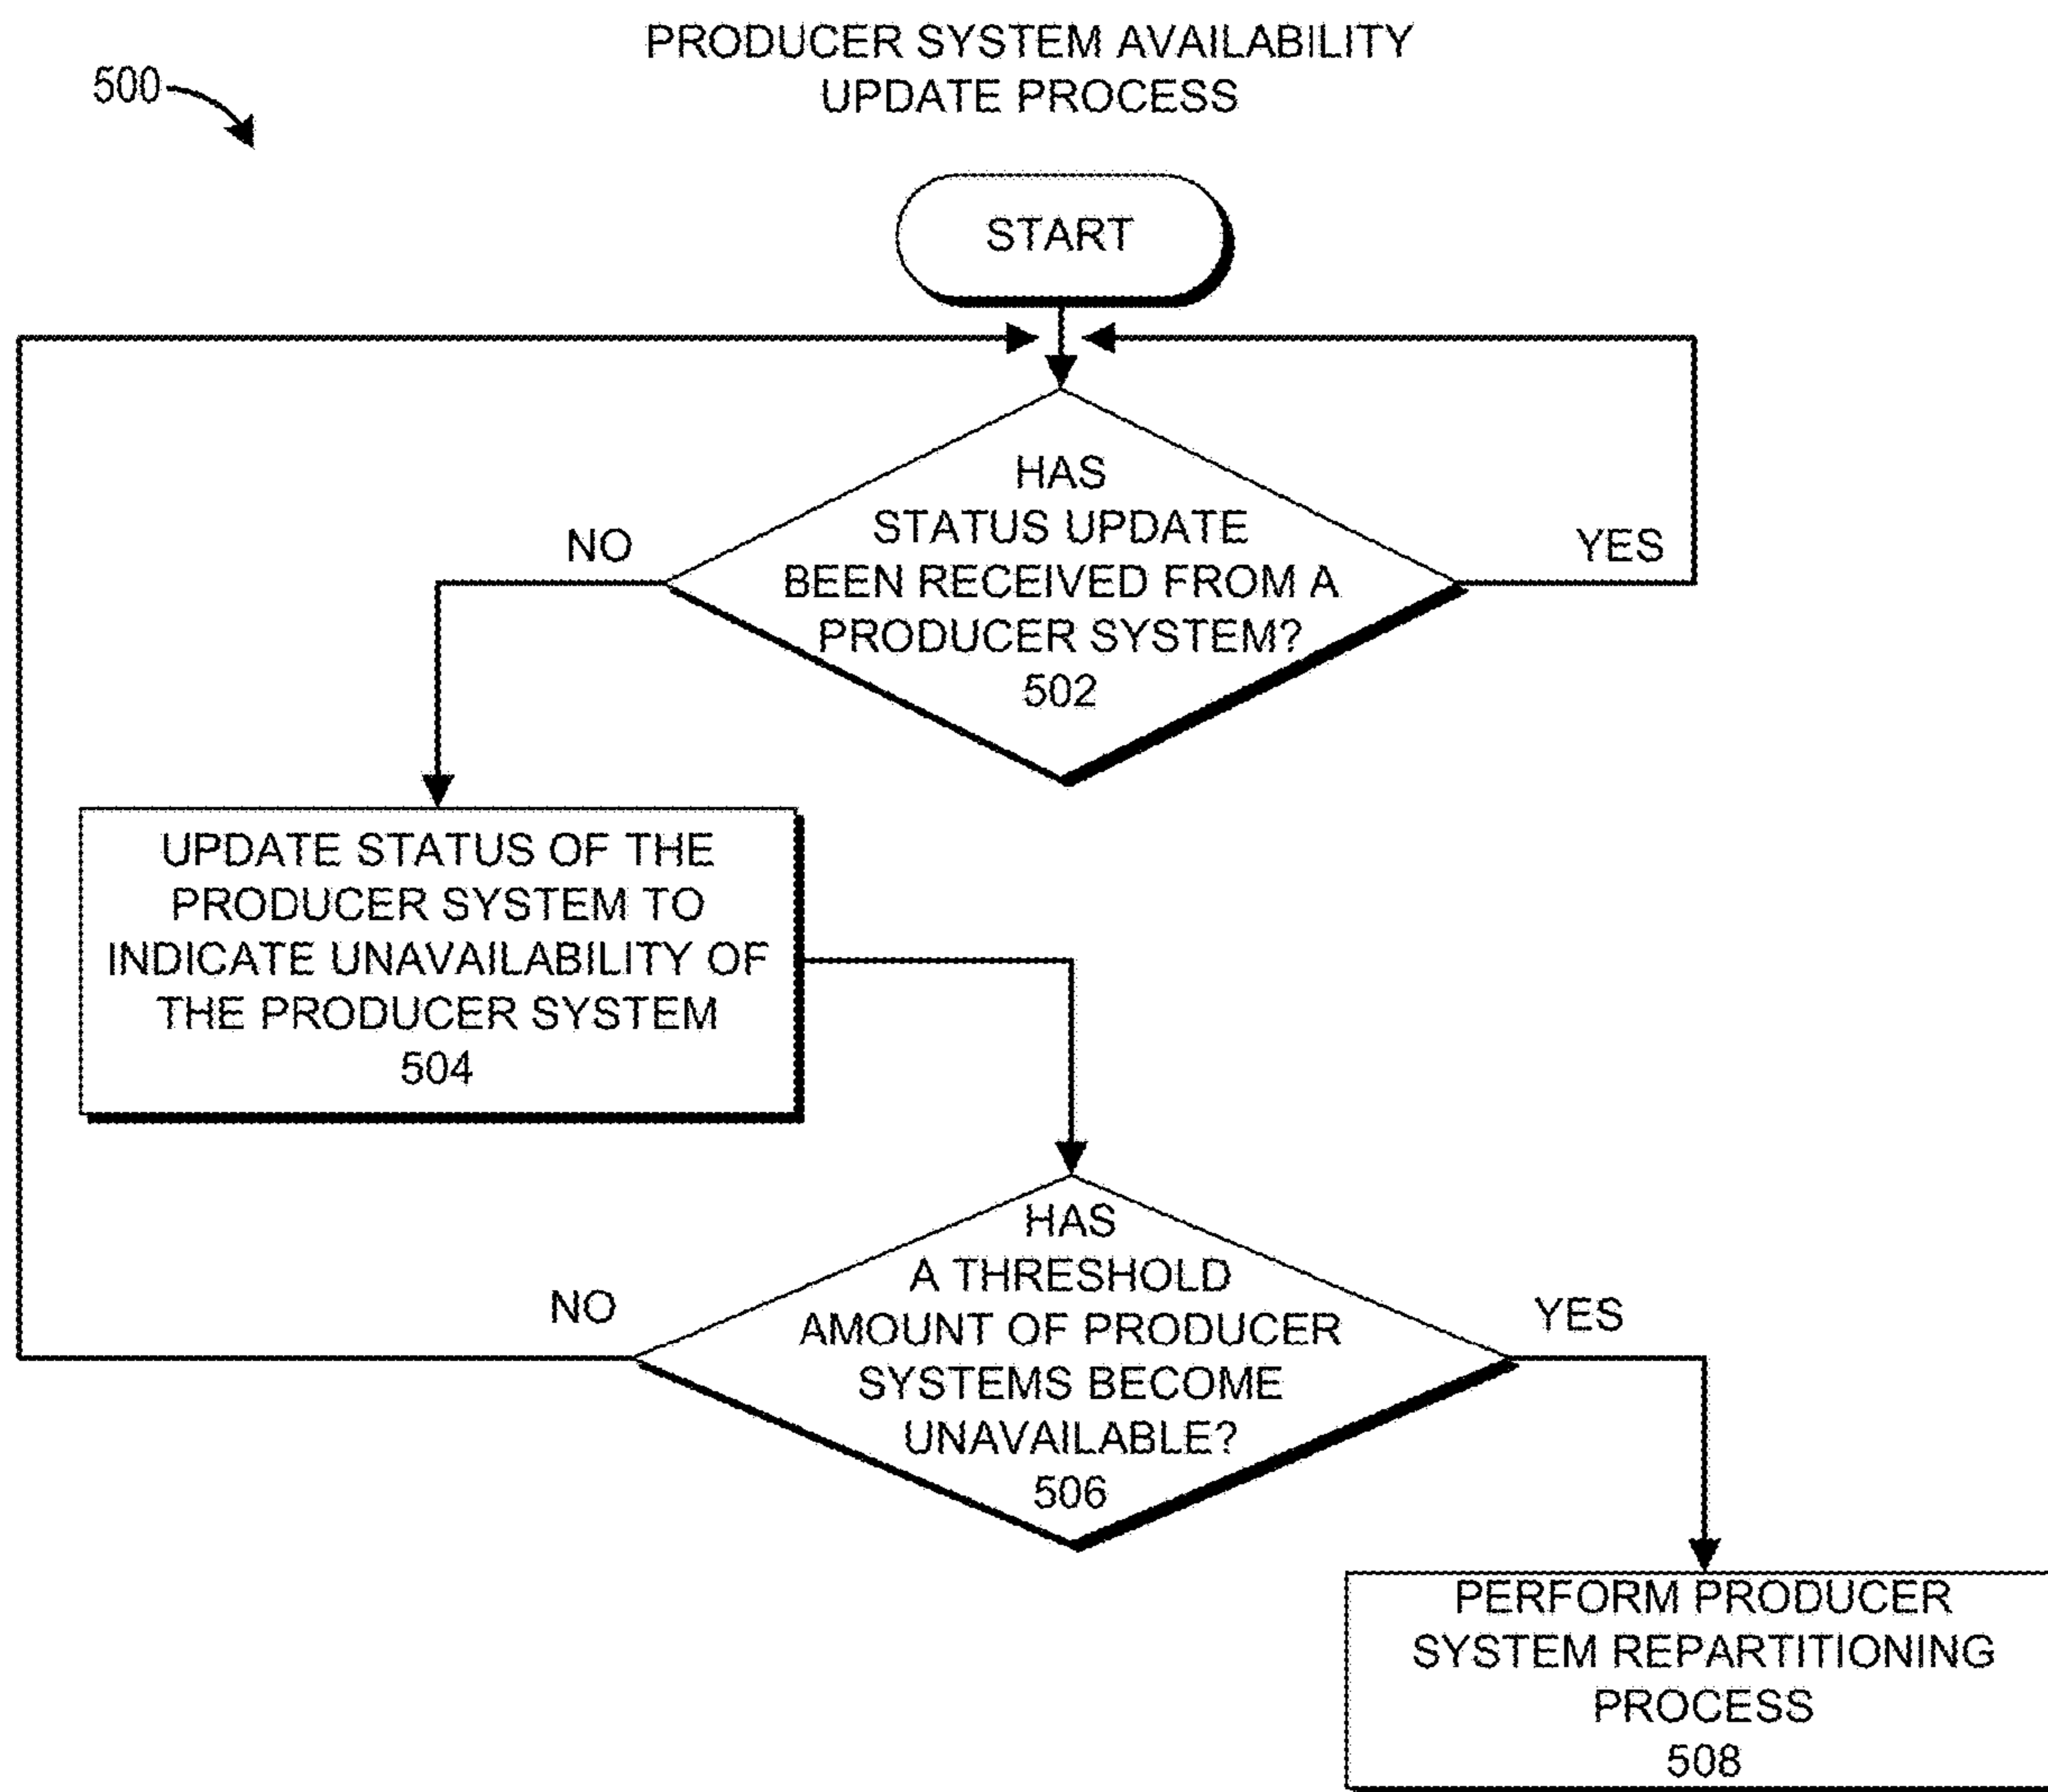 PRODUCER SYSTEM AVAILABILITY
UPDATE PROCESS
500
START
HAS
STATUS UPDATE
BEEN RECEIVED FROM A
PRODUCER SYSTEM?
502
NO
YES
UPDATE STATUS OF THE
PRODUCER SYSTEM TO
INDICATE UNAVAILABILITY OF
THE PRODUCER SYSTEM
504
HAS
A THRESHOLD
AMOUNT OF PRODUCER
SYSTEMS BECOME
UNAVAILABLE?
506
NO
YES
PERFORM PRODUCER
SYSTEM REPARTITIONING
PROCESS
508